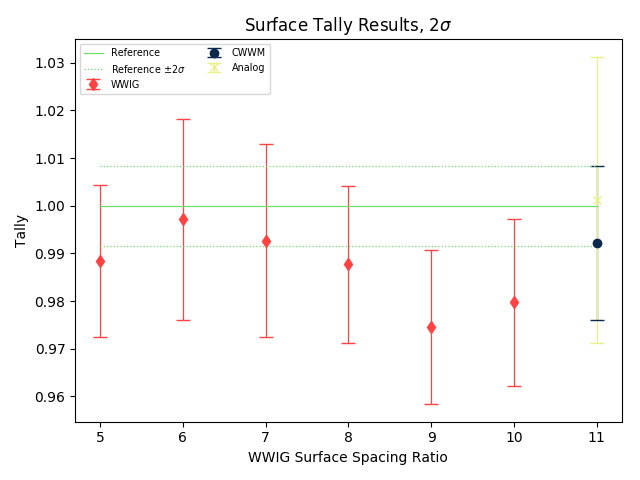 Surface Tally Results, 2σ
Reference
Reference ±2σ
WWIG
CWWM
Analog
1.03
1.02
1.01
1.00
0.99
0.98
0.97
0.96
Tally
5 6 7 8 9 10 11
WWIG Surface Spacing Ratio